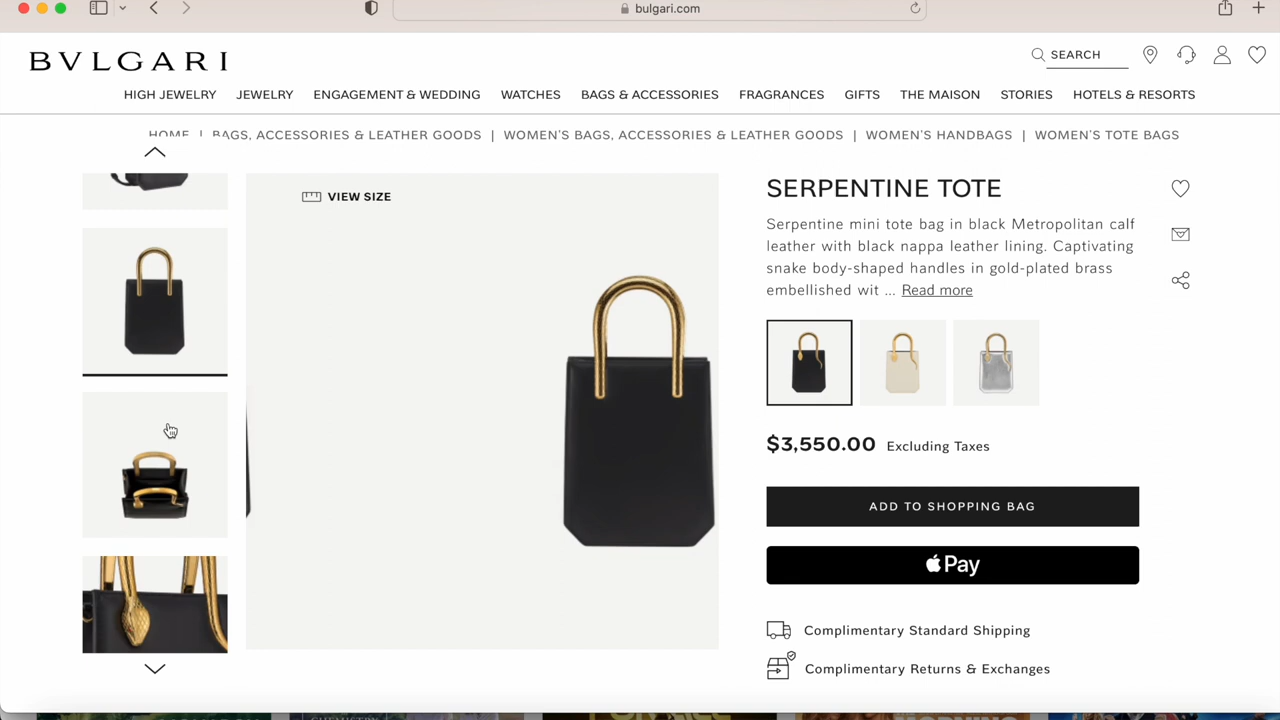 bulgari.com
BVLGARI
SEARCH
HIGH JEWELRY JEWELRY ENGAGEMENT & WEDDING WATCHES BAGS & ACCESSORIES FRAGRANCES GIFTS THE MAISON STORIES HOTELS & RESORTS
HOME | BAGS, ACCESSORIES & LEATHER GOODS | WOMEN'S BAGS, ACCESSORIES & LEATHER GOODS | WOMEN'S HANDBAGS | WOMEN'S TOTE BAGS
VIEW SIZE
SERPENTINE TOTE
Serpentine mini tote bag in black Metropolitan calf
leather with black nappa leather lining. Captivating
snake body-shaped handles in gold-plated brass
embellished wit ... Read more
$3,550.00 Excluding Taxes
ADD TO SHOPPING BAG
Pay
Complimentary Standard Shipping
Complimentary Returns & Exchanges